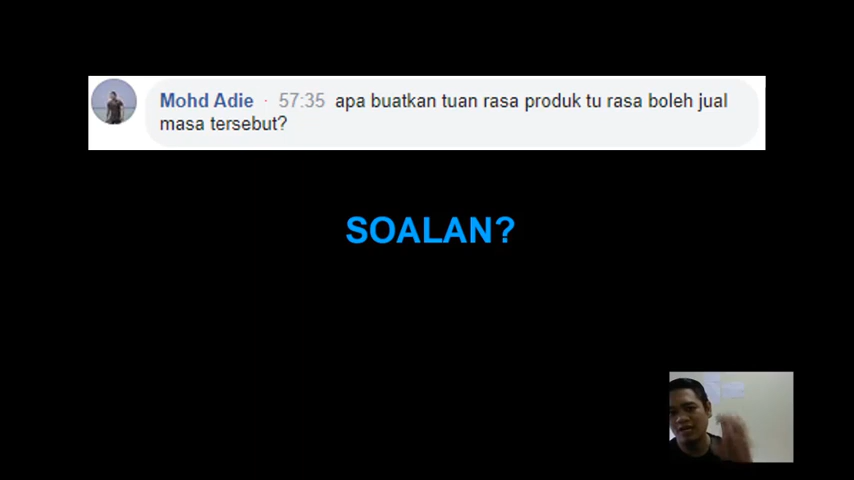 Mohd Adie · 57:35 apa buatkan tuan rasa produk tu rasa boleh jual
masa tersebut?
SOALAN?